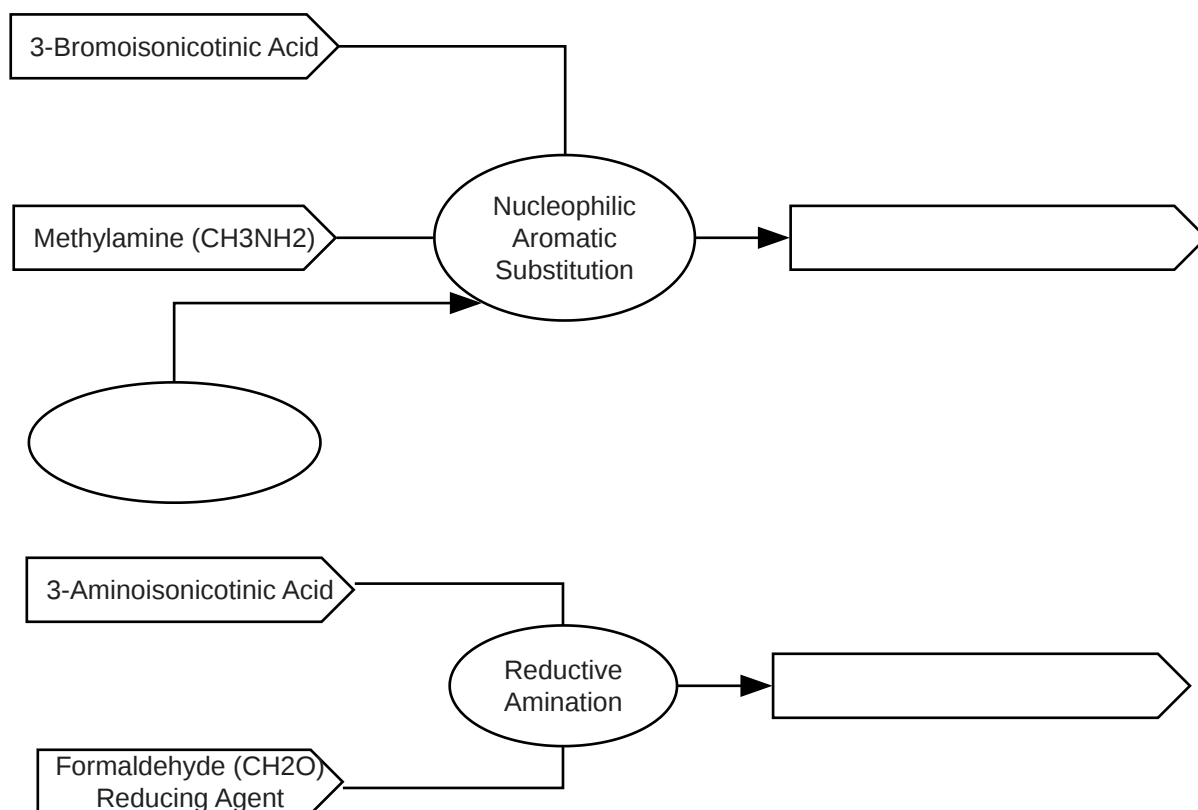 3-Bromoisonicotinic Acid
Methylamine (CH3NH2)
Nucleophilic
Aromatic
Substitution
3-Aminoisonicotinic Acid
Reductive
Amination
Formaldehyde (CH2O)
Reducing Agent